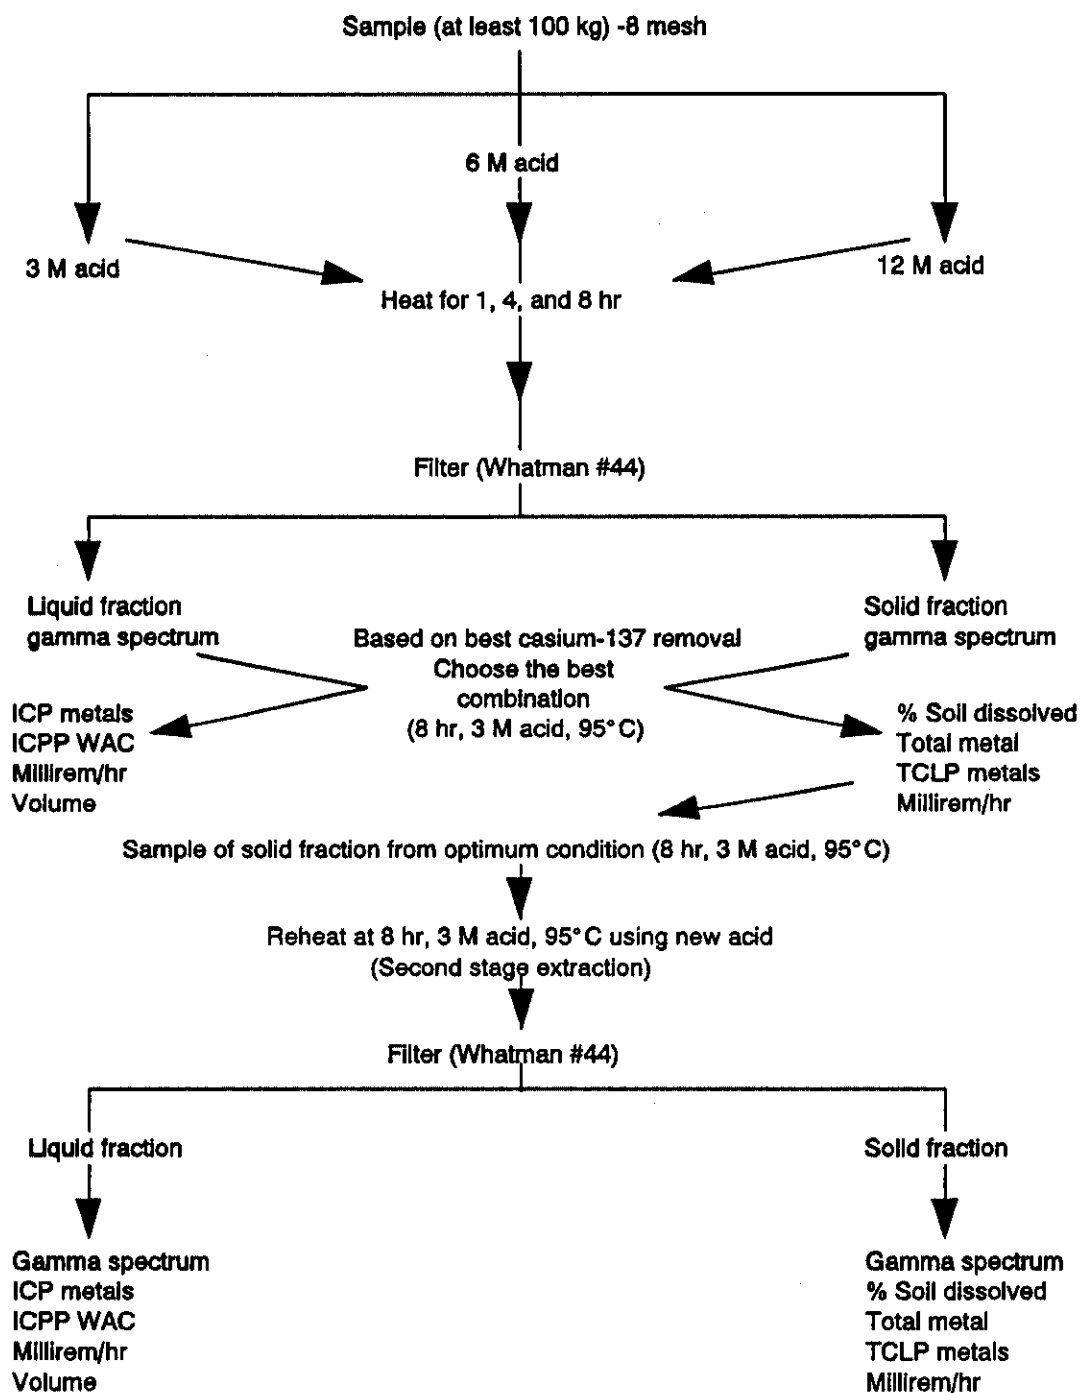 Sample (at least 100 kg) -8 mesh
6 M acid
3 M acid
12 M acid
Heat for 1, 4, and 8 hr
Filter (Whatman #44)
Liquid fraction
gamma spectrum
Solid fraction
gamma spectrum
Based on best casium-137 removal
Choose the best
combination
(8 hr, 3 M acid, 95°C)
ICP metals
ICPP WAC
Millirem/hr
Volume
% Soil dissolved
Total metal
TCLP metals
Millirem/hr
Sample of solid fraction from optimum condition (8 hr, 3 M acid, 95°C)
Reheat at 8 hr, 3 M acid, 95°C using new acid
(Second stage extraction)
Filter (Whatman #44)
Liquid fraction
Solid fraction
Gamma spectrum
ICP metals
ICPP WAC
Millirem/hr
Volume
Gamma spectrum
% Soil dissolved
Total metal
TCLP metals
Millirem/hr